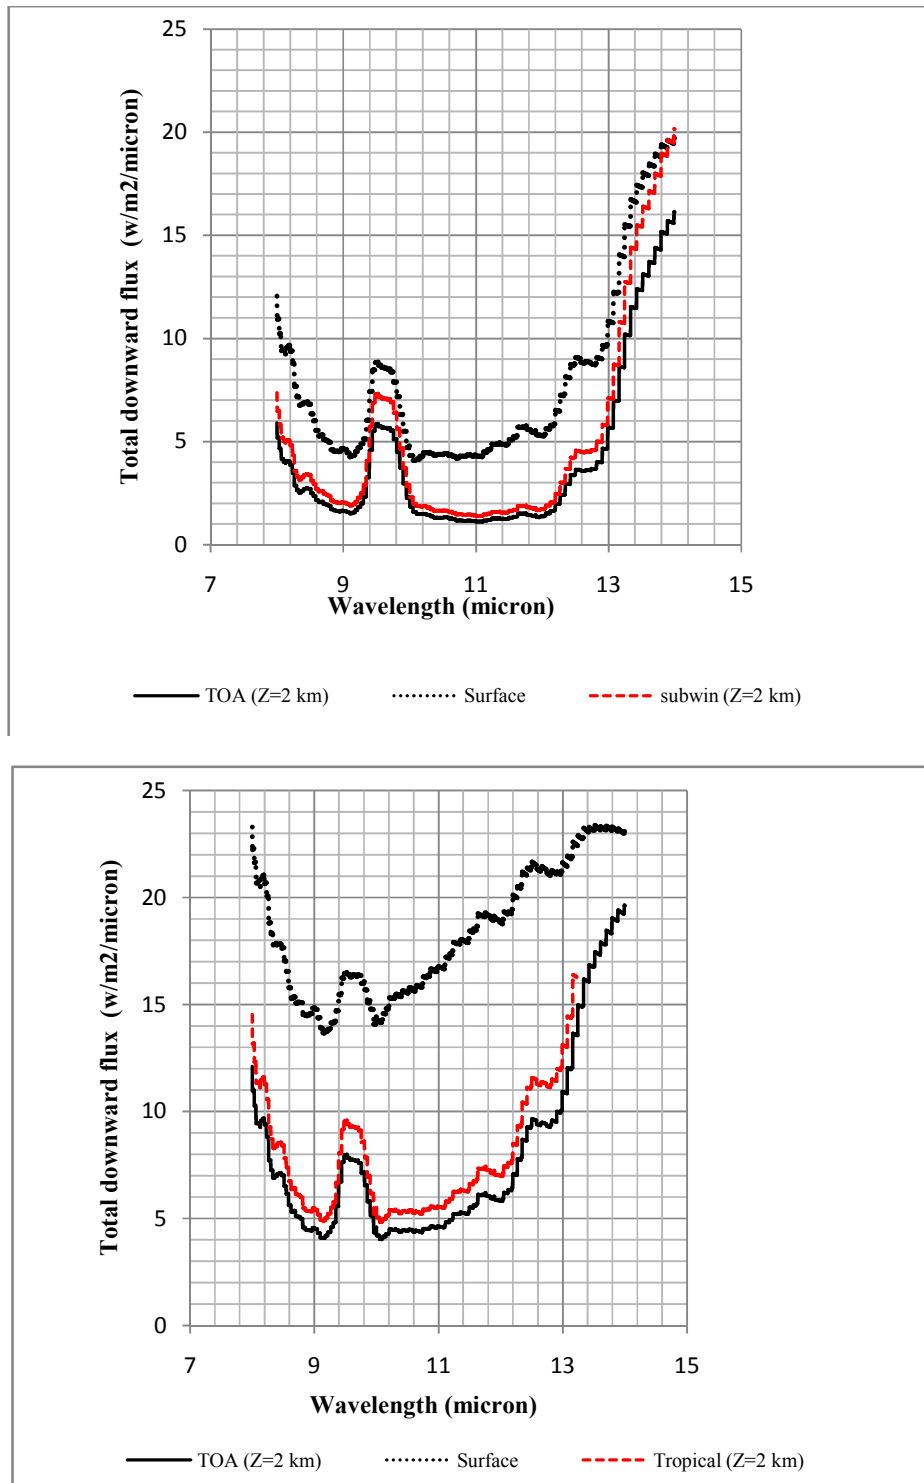 25
20
15
10
5
0
Total downward flux (w/m2/micron)
7 9 11 13 15
Wavelength (micron)
TOA (Z=2 km) Surface subwin (Z=2 km)
25
20
15
10
5
0
Total downward flux (w/m2/micron)
7 9 11 13 15
Wavelength (micron)
TOA (Z=2 km) Surface Tropical (Z=2 km)